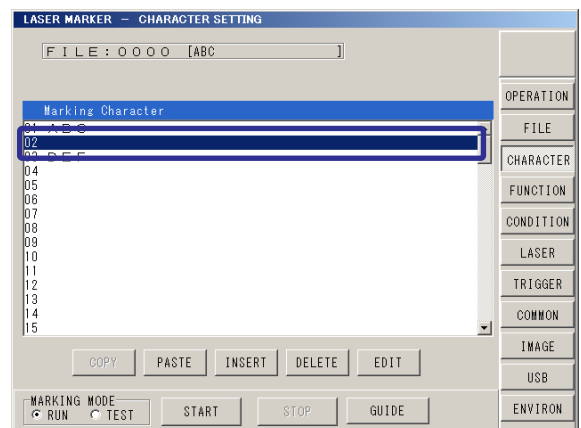 LASER MARKER – CHARACTER SETTING
FILE:0000 [ABC ]
Marking Character
01 ABC
02
03 DEF
04
05
06
07
08
09
10
11
12
13
14
15
COPY PASTE INSERT DELETE EDIT
MARKING MODE
RUN TEST
START STOP GUIDE
OPERATION
FILE
CHARACTER
FUNCTION
CONDITION
LASER
TRIGGER
COMMON
IMAGE
USB
ENVIRON